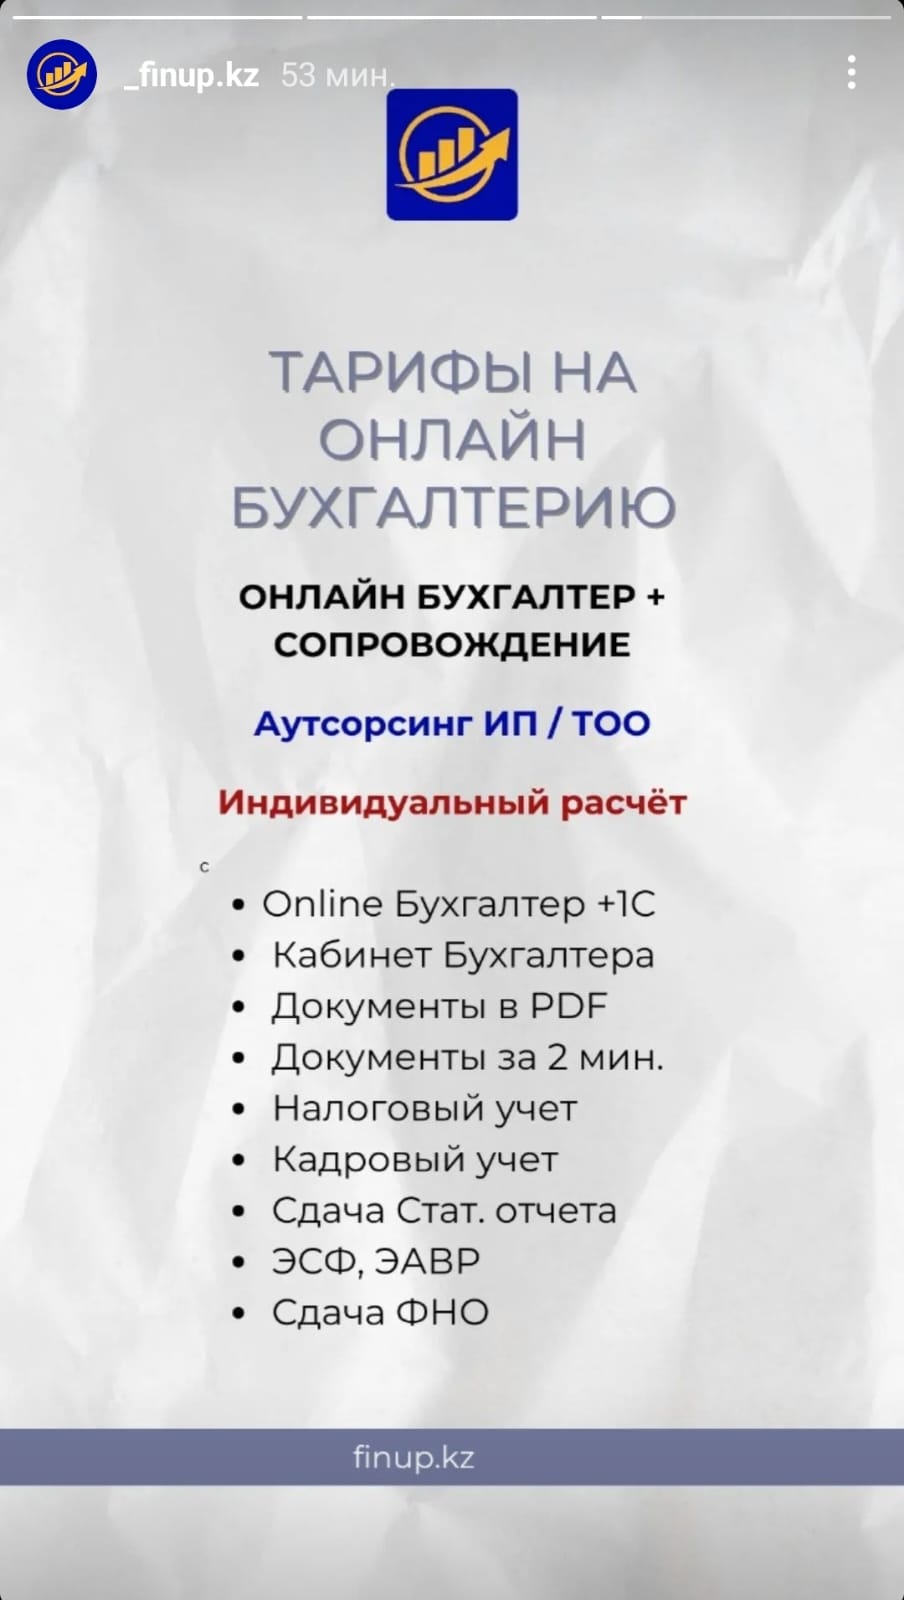 _finup.kz 53 мин.
ТАРИФЫ НА
ОНЛАЙН
БУХГАЛТЕРИЮ
ОНЛАЙН БУХГАЛТЕР +
СОПРОВОЖДЕНИЕ
Аутсорсинг ИП / ТОО
Индивидуальный расчёт
с
• Online Бухгалтер +1С
• Кабинет Бухгалтера
• Документы в PDF
• Документы за 2 мин.
• Налоговый учет
• Кадровый учет
• Сдача Стат. отчета
• ЭСФ, ЭАВР
• Сдача ФНО
finup.kz